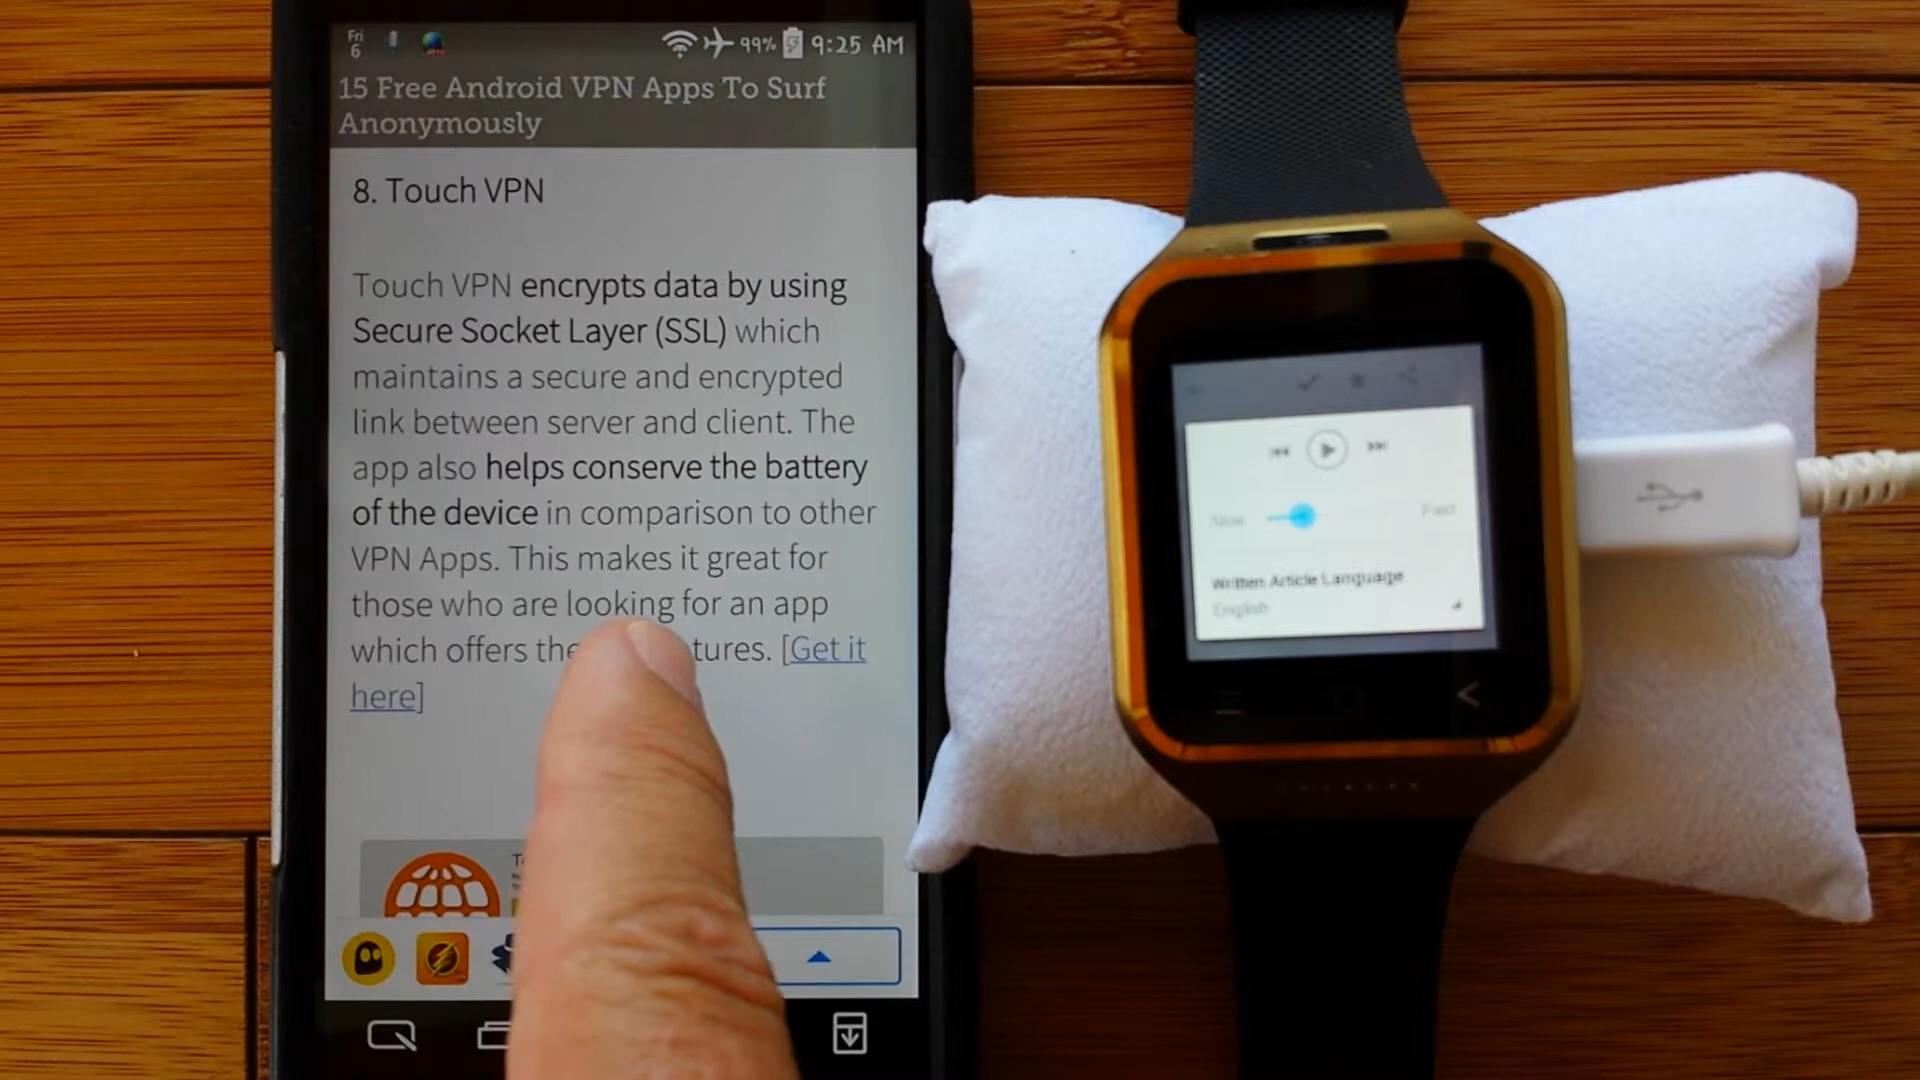 Fri
6
99%
9:25 AM
15 Free Android VPN Apps To Surf
Anonymously
8. Touch VPN
Touch VPN encrypts data by using
Secure Socket Layer (SSL) which
maintains a secure and encrypted
link between server and client. The
app also helps conserve the battery
of the device in comparison to other
VPN Apps. This makes it great for
those who are looking for an app
which offers tures. [Get it
here]
Slow Fast
Written Article Language
English